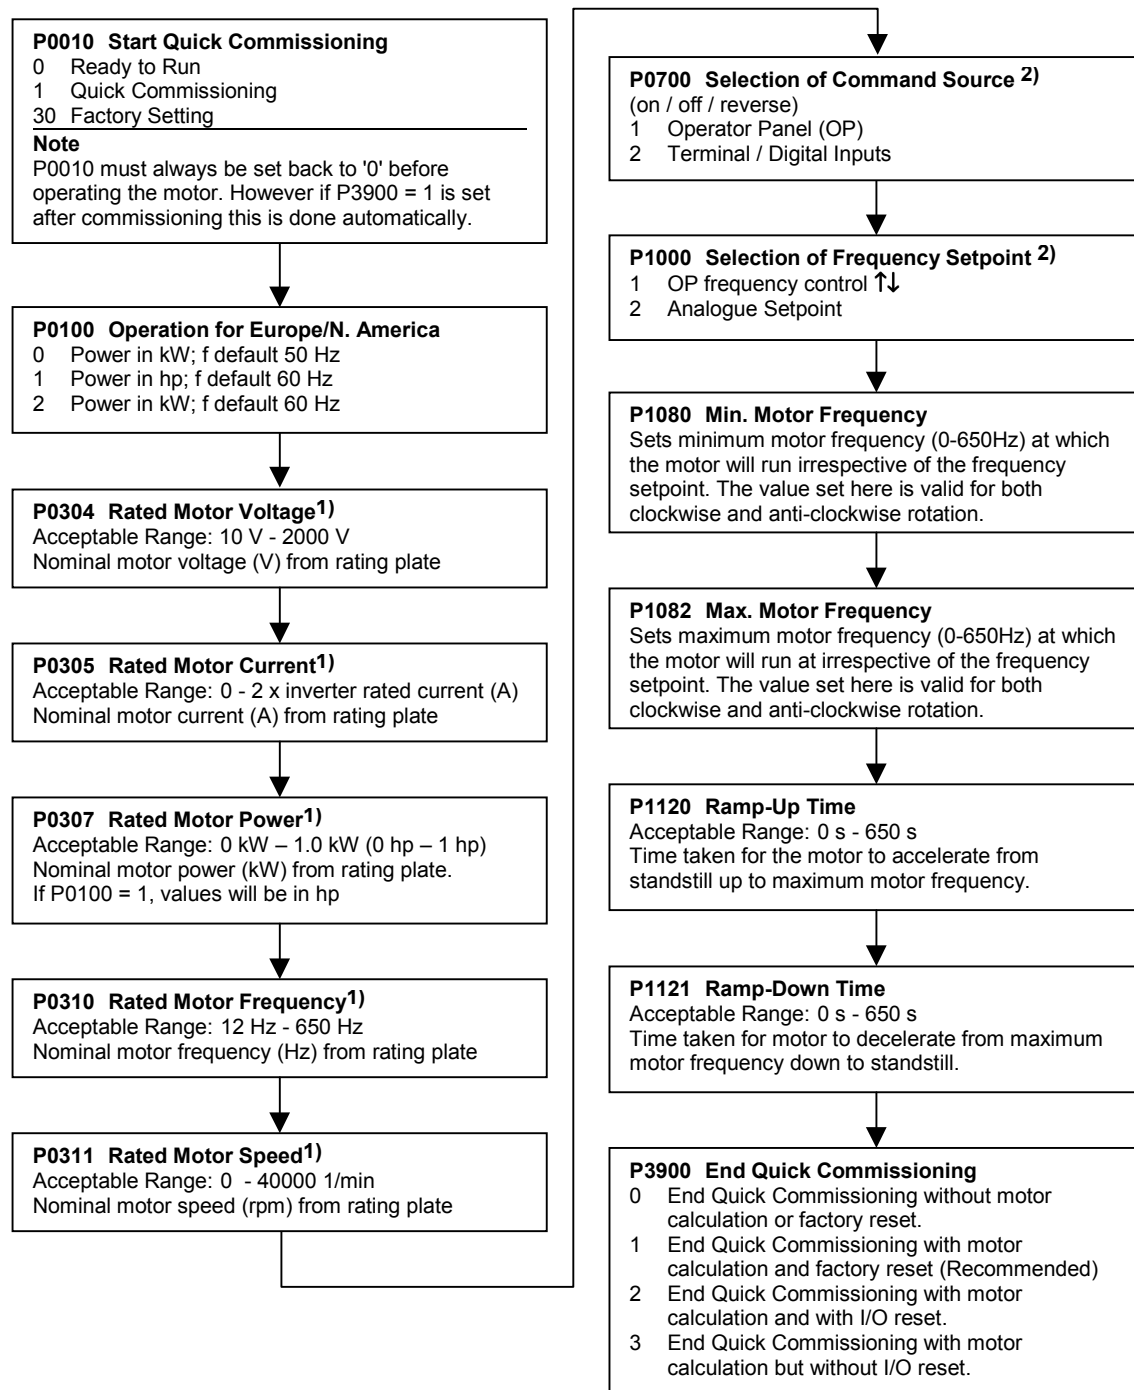 P0010 Start Quick Commissioning
0 Ready to Run
1 Quick Commissioning
30 Factory Setting
Note
P0010 must always be set back to '0' before
operating the motor. However if P3900 = 1 is set
after commissioning this is done automatically.
P0100 Operation for Europe/N. America
0 Power in kW; f default 50 Hz
1 Power in hp; f default 60 Hz
2 Power in kW; f default 60 Hz
P0304 Rated Motor Voltage1)
Acceptable Range: 10 V - 2000 V
Nominal motor voltage (V) from rating plate
P0305 Rated Motor Current1)
Acceptable Range: 0 - 2 x inverter rated current (A)
Nominal motor current (A) from rating plate
P0307 Rated Motor Power1)
Acceptable Range: 0 kW – 1.0 kW (0 hp – 1 hp)
Nominal motor power (kW) from rating plate.
If P0100 = 1, values will be in hp
P0310 Rated Motor Frequency1)
Acceptable Range: 12 Hz - 650 Hz
Nominal motor frequency (Hz) from rating plate
P0311 Rated Motor Speed1)
Acceptable Range: 0 - 40000 1/min
Nominal motor speed (rpm) from rating plate
P0700 Selection of Command Source 2)
(on / off / reverse)
1 Operator Panel (OP)
2 Terminal / Digital Inputs
P1000 Selection of Frequency Setpoint 2)
1 OP frequency control ↑↓
2 Analogue Setpoint
P1080 Min. Motor Frequency
Sets minimum motor frequency (0-650Hz) at which
the motor will run irrespective of the frequency
setpoint. The value set here is valid for both
clockwise and anti-clockwise rotation.
P1082 Max. Motor Frequency
Sets maximum motor frequency (0-650Hz) at which
the motor will run at irrespective of the frequency
setpoint. The value set here is valid for both
clockwise and anti-clockwise rotation.
P1120 Ramp-Up Time
Acceptable Range: 0 s - 650 s
Time taken for the motor to accelerate from
standstill up to maximum motor frequency.
P1121 Ramp-Down Time
Acceptable Range: 0 s - 650 s
Time taken for motor to decelerate from maximum
motor frequency down to standstill.
P3900 End Quick Commissioning
0 End Quick Commissioning without motor
calculation or factory reset.
1 End Quick Commissioning with motor
calculation and factory reset (Recommended)
2 End Quick Commissioning with motor
calculation and with I/O reset.
3 End Quick Commissioning with motor
calculation but without I/O reset.